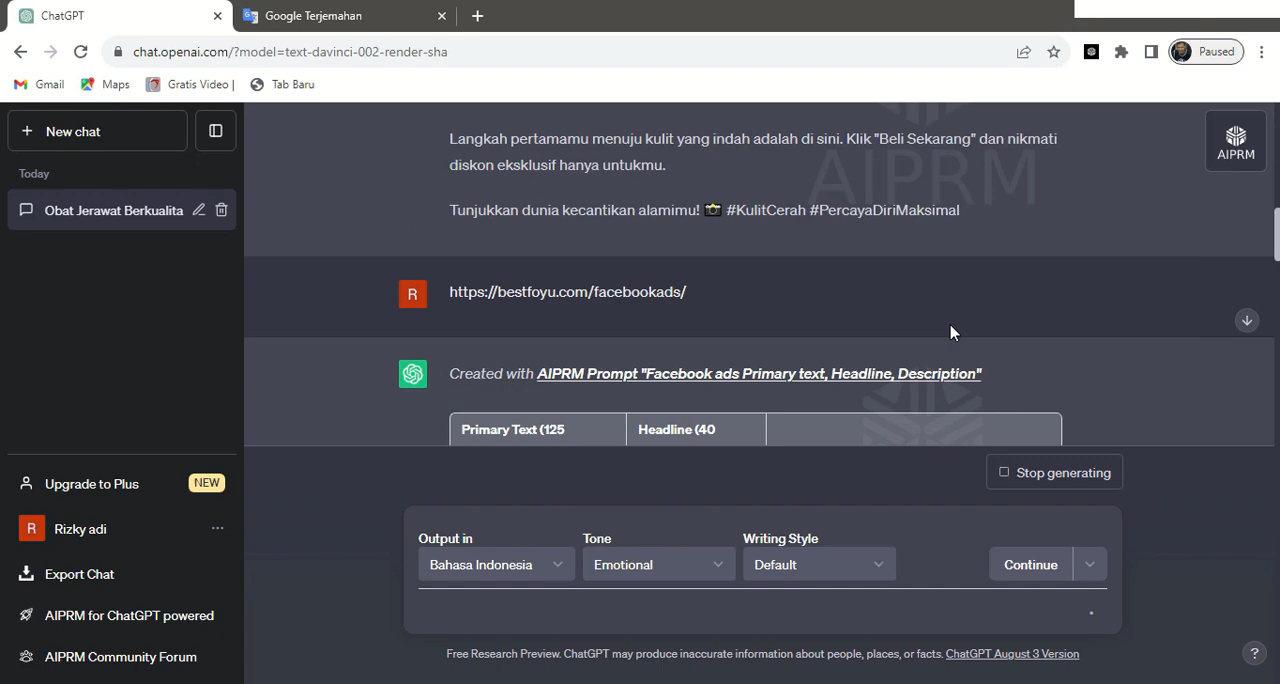 ChatGPT
Google Terjemahan
chat.openai.com/?model=text-davinci-002-render-sha
Paused
Gmail
Maps
Gratis Video |
Tab Baru
New chat
Today
Obat Jerawat Berkualita
Langkah pertamamu menuju kulit yang indah adalah di sini. Klik "Beli Sekarang" dan nikmati
diskon eksklusif hanya untukmu.
Tunjukkan dunia kecantikan alamimu! 📸 #KulitCerah #PercayaDiriMaksimal
AIPRM
AIPRM
R
https://bestfoyu.com/facebookads/
Created with AIPRM Prompt "Facebook ads Primary text, Headline, Description"
Primary Text (125
Headline (40
Stop generating
Output in
Tone
Writing Style
Bahasa Indonesia
Emotional
Default
Continue
Free Research Preview. ChatGPT may produce inaccurate information about people, places, or facts. ChatGPT August 3 Version
?
Upgrade to Plus
NEW
R
Rizky adi
Export Chat
AIPRM for ChatGPT powered
AIPRM Community Forum